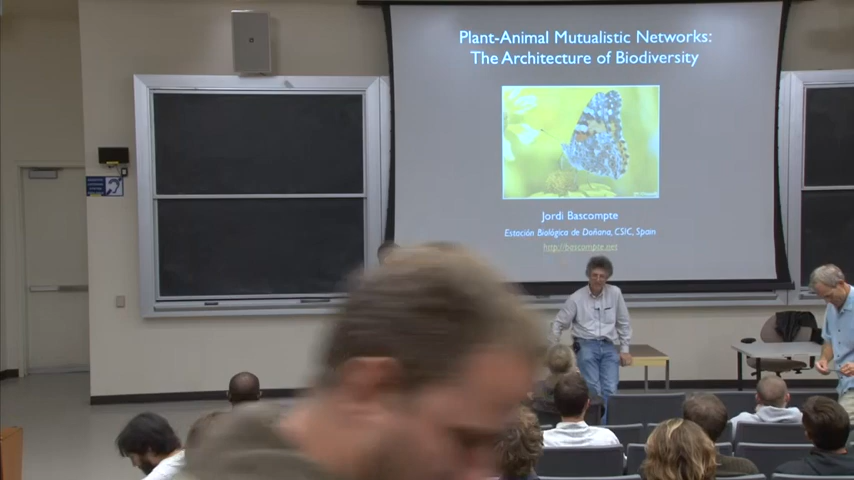 Plant-Animal Mutualistic Networks:
The Architecture of Biodiversity
Jordi Bascompte
Estación Biológica de Doñana, CSIC, Spain
http://bascompte.net